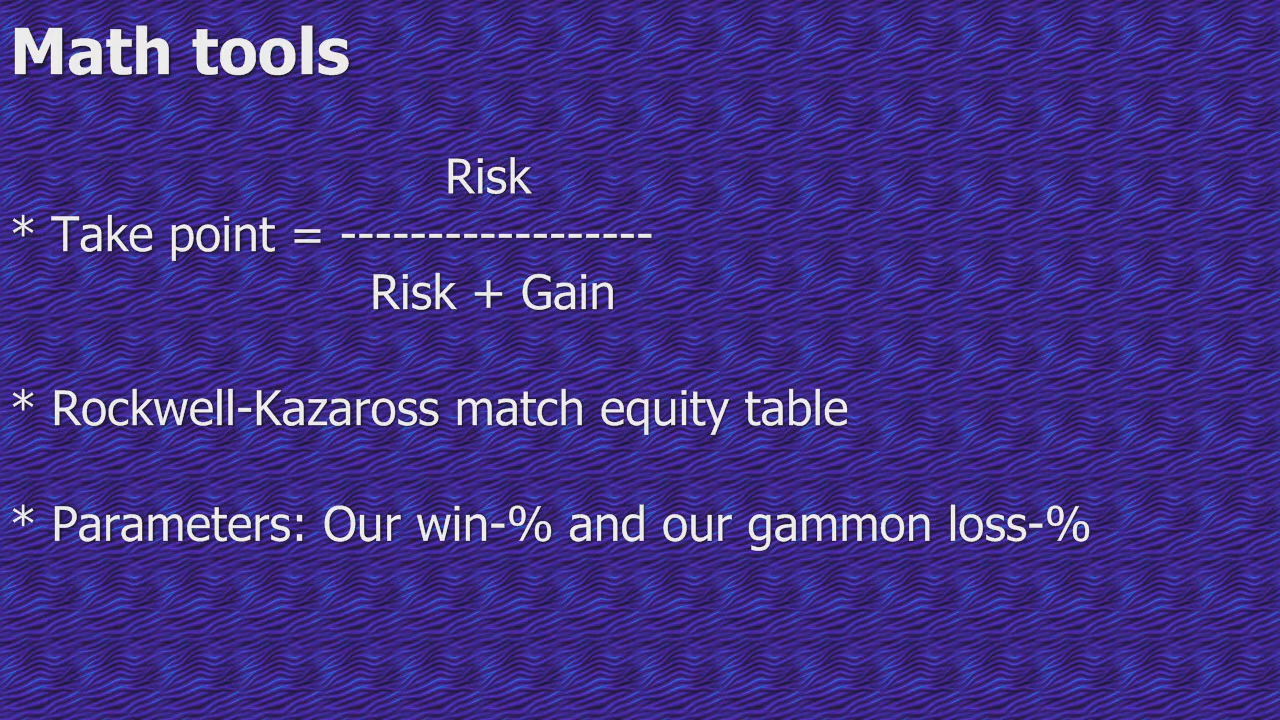 Math tools
Risk
* Take point = ------------------
Risk + Gain
* Rockwell-Kazaross match equity table
* Parameters: Our win-% and our gammon loss-%